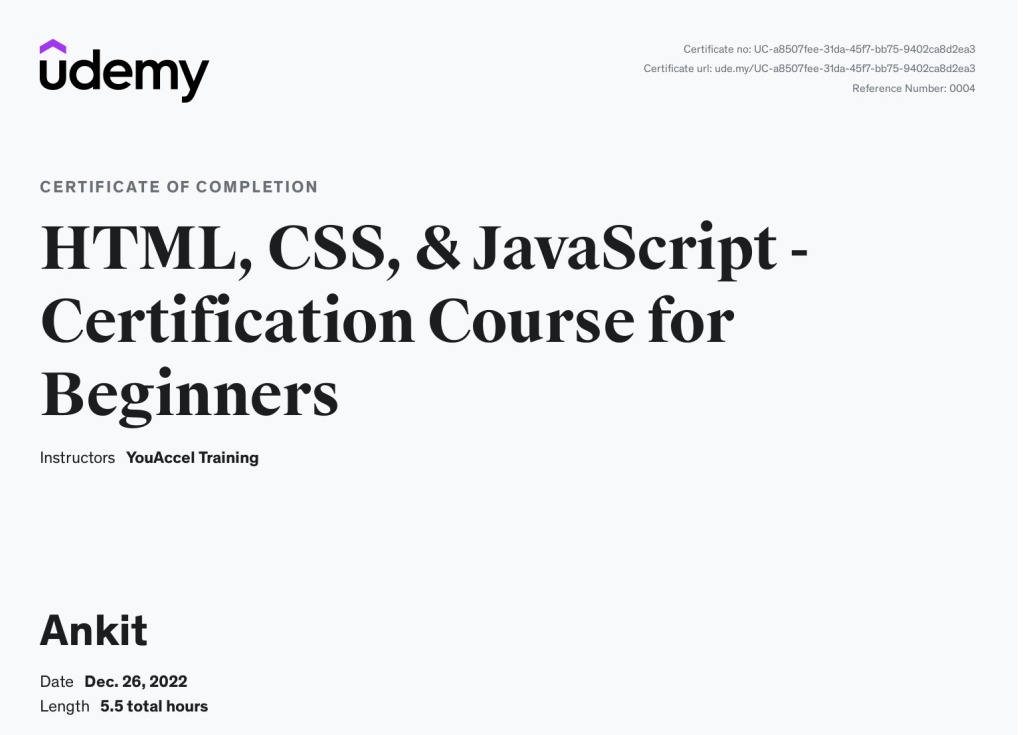 udemy
Certificate no: UC-a8507fee-31da-45f7-bb75-9402ca8d2ea3
Certificate url: ude.my/UC-a8507fee-31da-45f7-bb75-9402ca8d2ea3
Reference Number: 0004
CERTIFICATE OF COMPLETION
HTML, CSS, & JavaScript -
Certification Course for
Beginners
Instructors YouAccel Training
Ankit
Date Dec. 26, 2022
Length 5.5 total hours